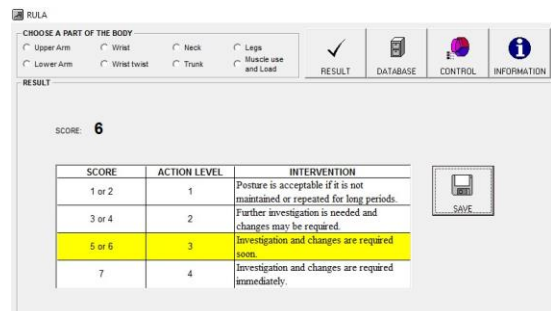 RULA
CHOOSE A PART OF THE BODY
Upper Arm Wrist Neck Legs
Lower Arm Wrist twist Trunk Muscle use and Load
RESULT DATABASE CONTROL INFORMATION
RESULT
SCORE: 6
SCORE ACTION LEVEL INTERVENTION
1 or 2 1 Posture is acceptable if it is not
maintained or repeated for long periods.
3 or 4 2 Further investigation is needed and
changes may be required.
5 or 6 3 Investigation and changes are required
soon.
7 4 Investigation and changes are required
immediately.
SAVE